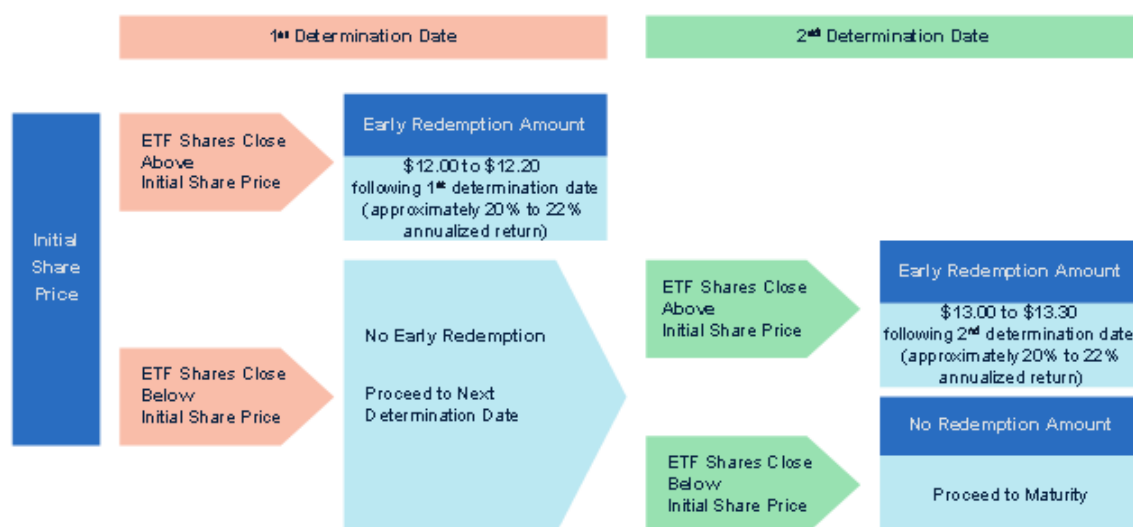 1st Determination Date
2nd Determination Date
Initial
Share
Price
ETF Shares Close
Above
Initial Share Price
Early Redemption Amount
$12.00 to $12.20
following 1st determination date
(approximately 20% to 22%
annualized return)
ETF Shares Close
Below
Initial Share Price
No Early Redemption
Proceed to Next
Determination Date
ETF Shares Close
Above
Initial Share Price
Early Redemption Amount
$13.00 to $13.30
following 2nd determination date
(approximately 20% to 22%
annualized return)
ETF Shares Close
Below
Initial Share Price
No Redemption Amount
Proceed to Maturity